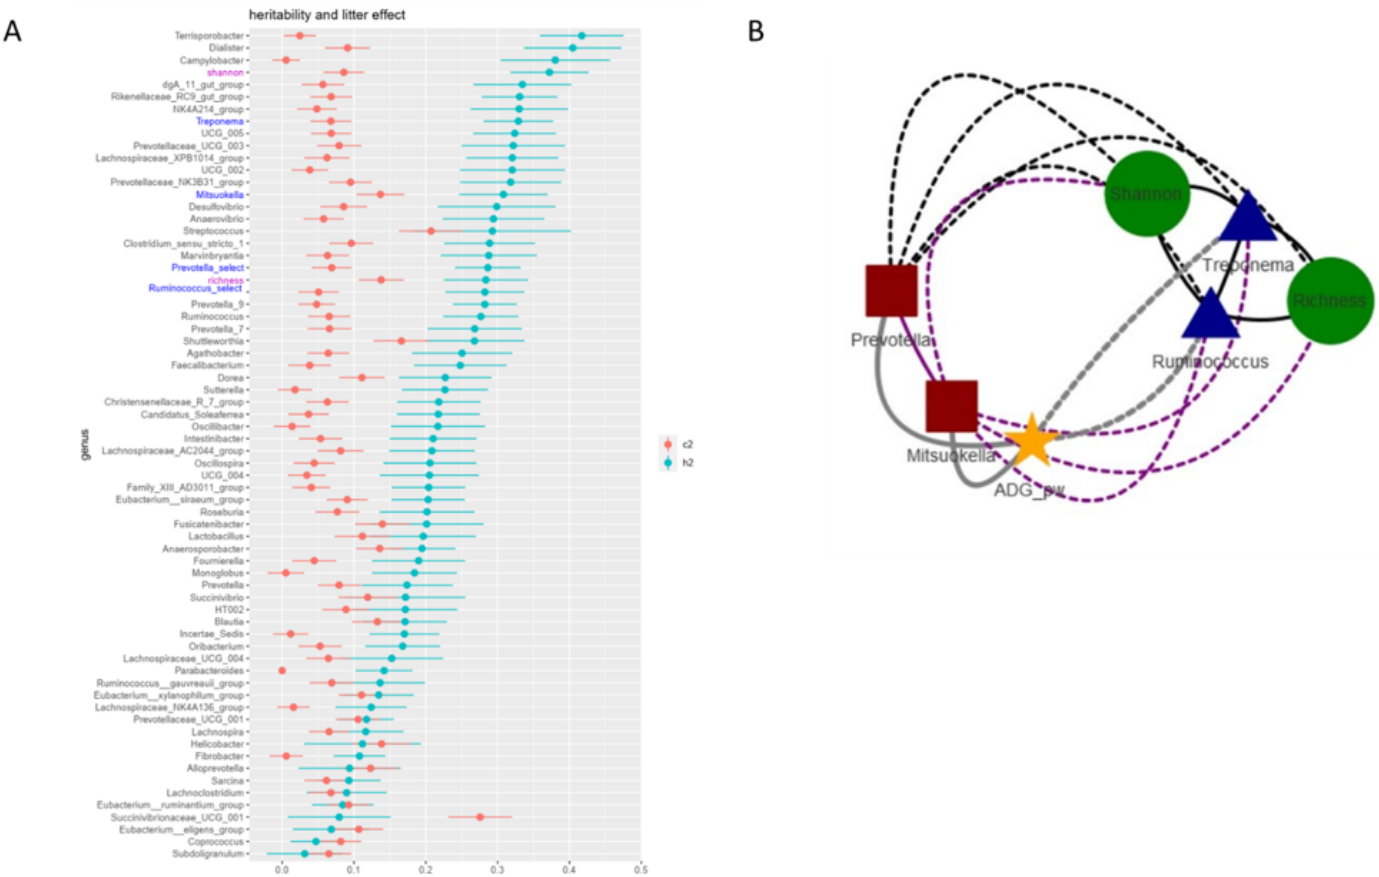 A
B
heritability and litter effect
Terrisporobacter
Dialister
Campylobacter
shannon
dgA_11_gut_group
Rikenellaceae_RC9_gut_group
NK4A214_group
Treponema
UCG_005
Prevotellaceae_UCG_003
Lachnospiraceae_XPB1014_group
UCG_002
Prevotellaceae_NK3B31_group
Mitsuokella
Desulfovibrio
Anaerovibrio
Streptococcus
Clostridium_sensu_stricto_1
Marvinbryantia
Prevotella_select
richness
Ruminococcus_select
Prevotella_9
Ruminococcus
Prevotella_7
Shuttleworthia
Agathobacter
Faecalibacterium
Dorea
Sutterella
Christensenellaceae_R_7_group
Candidatus_Soleaferrea
Oscillibacter
Intestinibacter
Lachnospiraceae_AC2044_group
Oscillospira
UCG_004
Family_XIII_AD3011_group
Eubacterium__siraeum_group
Roseburia
Fusicatenibacter
Lactobacillus
Anaerosporobacter
Fournierella
Monoglobus
Prevotella
Succinivibrio
HT002
Blautia
Incertae_Sedis
Oribacterium
Lachnospiraceae_UCG_004
Parabacteroides
Ruminococcus__gauvreauii_group
Eubacterium__xylanophilum_group
Lachnospiraceae_NK4A136_group
Prevotellaceae_UCG_001
Lachnospira
Helicobacter
Fibrobacter
Alloprevotella
Sarcina
Lachnoclostridium
Eubacterium__ruminantium_group
Succinivibrionaceae_UCG_001
Eubacterium__eligens_group
Coprococcus
Subdoligranulum
genus
0.0 0.1 0.2 0.3 0.4 0.5
c2
h2
Shannon
Treponema
Richness
Prevotella
Ruminococcus
Mitsuokella
ADG_pw